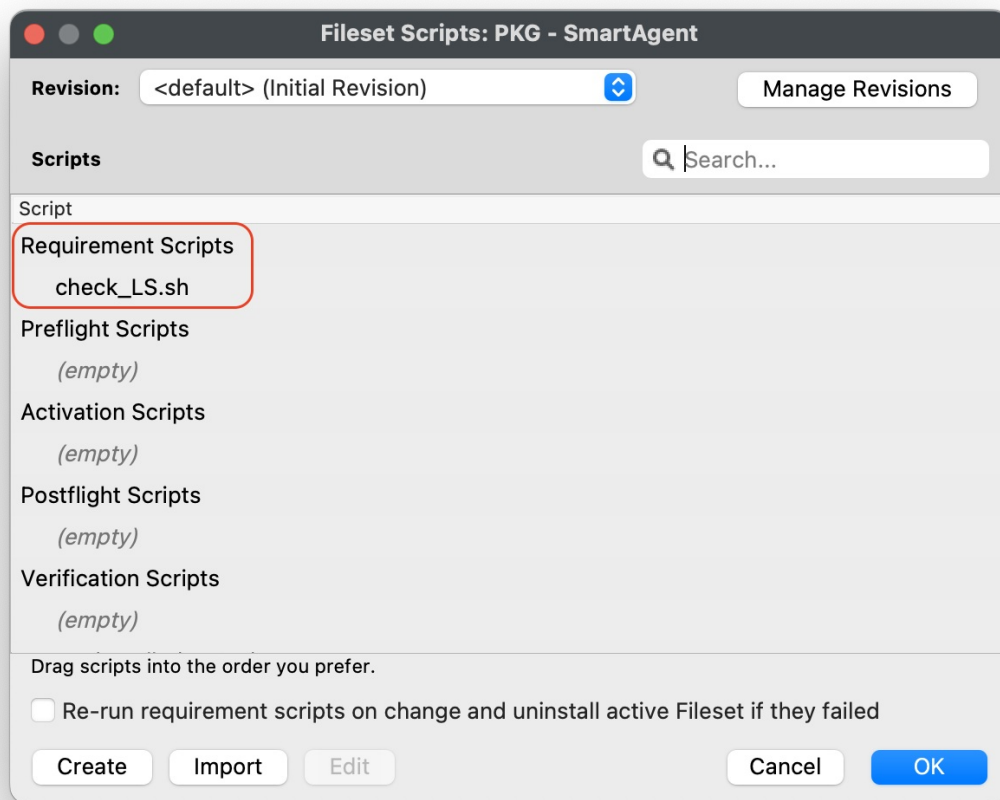 Fileset Scripts: PKG - SmartAgent
Revision: <default> (Initial Revision) Manage Revisions
Scripts Search...
Script
Requirement Scripts
check_LS.sh
Preflight Scripts
(empty)
Activation Scripts
(empty)
Postflight Scripts
(empty)
Verification Scripts
(empty)
Drag scripts into the order you prefer.
Re-run requirement scripts on change and uninstall active Fileset if they failed
Create Import Edit Cancel OK